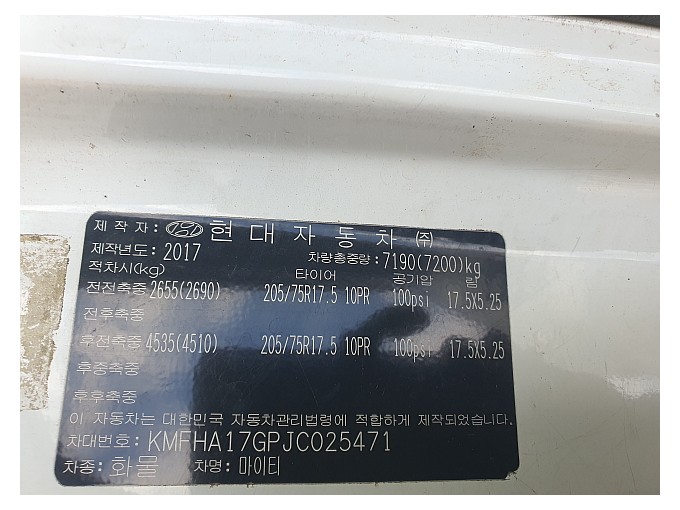 제작자: 현대자동차 (주)
제작년도: 2017 차량총중량: 7190(7200)kg
적차시(kg) 타이어 공기압 림
전전축중 2655(2690) 205/75R17.5 10PR 100psi 17.5X5.25
전후축중
후전축중 4535(4510) 205/75R17.5 10PR 100psi 17.5X5.25
후중축중
후후축중
이 자동차는 대한민국 자동차관리법령에 적합하게 제작되었습니다.
차대번호: KMFHA17GPJC025471
차종: 화물 차명: 마이티